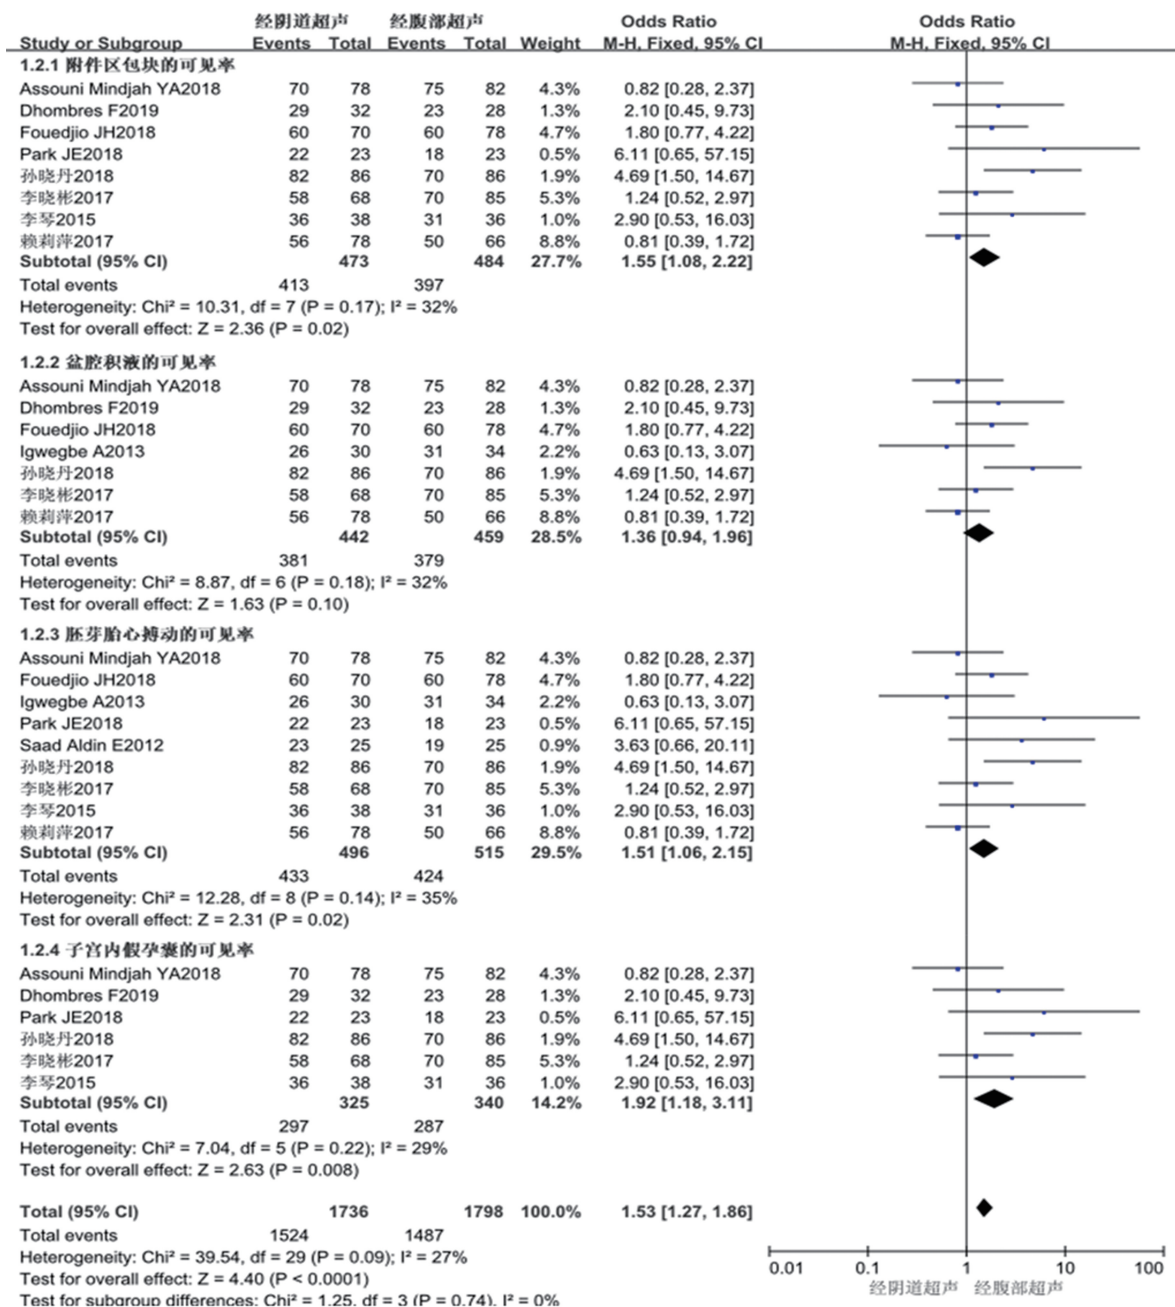 经阴道超声 经腹部超声 Odds Ratio Odds Ratio
Study or Subgroup Events Total Events Total Weight M-H, Fixed, 95% CI M-H, Fixed, 95% CI
1.2.1 附件区包块的可见率
Assouni Mindjah YA2018 70 78 75 82 4.3% 0.82 [0.28, 2.37]
Dhombres F2019 29 32 23 28 1.3% 2.10 [0.45, 9.73]
Fouedjio JH2018 60 70 60 78 4.7% 1.80 [0.77, 4.22]
Park JE2018 22 23 18 23 0.5% 6.11 [0.65, 57.15]
孙晓丹2018 82 86 70 86 1.9% 4.69 [1.50, 14.67]
李晓彬2017 58 68 70 85 5.3% 1.24 [0.52, 2.97]
李琴2015 36 38 31 36 1.0% 2.90 [0.53, 16.03]
赖莉萍2017 56 78 50 66 8.8% 0.81 [0.39, 1.72]
Subtotal (95% CI) 473 484 27.7% 1.55 [1.08, 2.22]
Total events 413 397
Heterogeneity: Chi² = 10.31, df = 7 (P = 0.17); I² = 32%
Test for overall effect: Z = 2.36 (P = 0.02)
1.2.2 盆腔积液的可见率
Assouni Mindjah YA2018 70 78 75 82 4.3% 0.82 [0.28, 2.37]
Dhombres F2019 29 32 23 28 1.3% 2.10 [0.45, 9.73]
Fouedjio JH2018 60 70 60 78 4.7% 1.80 [0.77, 4.22]
Igwegbe A2013 26 30 31 34 2.2% 0.63 [0.13, 3.07]
孙晓丹2018 82 86 70 86 1.9% 4.69 [1.50, 14.67]
李晓彬2017 58 68 70 85 5.3% 1.24 [0.52, 2.97]
赖莉萍2017 56 78 50 66 8.8% 0.81 [0.39, 1.72]
Subtotal (95% CI) 442 459 28.5% 1.36 [0.94, 1.96]
Total events 381 379
Heterogeneity: Chi² = 8.87, df = 6 (P = 0.18); I² = 32%
Test for overall effect: Z = 1.63 (P = 0.10)
1.2.3 胚芽胎心搏动的可见率
Assouni Mindjah YA2018 70 78 75 82 4.3% 0.82 [0.28, 2.37]
Fouedjio JH2018 60 70 60 78 4.7% 1.80 [0.77, 4.22]
Igwegbe A2013 26 30 31 34 2.2% 0.63 [0.13, 3.07]
Park JE2018 22 23 18 23 0.5% 6.11 [0.65, 57.15]
Saad Aldin E2012 23 25 19 25 0.9% 3.63 [0.66, 20.11]
孙晓丹2018 82 86 70 86 1.9% 4.69 [1.50, 14.67]
李晓彬2017 58 68 70 85 5.3% 1.24 [0.52, 2.97]
李琴2015 36 38 31 36 1.0% 2.90 [0.53, 16.03]
赖莉萍2017 56 78 50 66 8.8% 0.81 [0.39, 1.72]
Subtotal (95% CI) 496 515 29.5% 1.51 [1.06, 2.15]
Total events 433 424
Heterogeneity: Chi² = 12.28, df = 8 (P = 0.14); I² = 35%
Test for overall effect: Z = 2.31 (P = 0.02)
1.2.4 子宫内假孕囊的可见率
Assouni Mindjah YA2018 70 78 75 82 4.3% 0.82 [0.28, 2.37]
Dhombres F2019 29 32 23 28 1.3% 2.10 [0.45, 9.73]
Park JE2018 22 23 18 23 0.5% 6.11 [0.65, 57.15]
孙晓丹2018 82 86 70 86 1.9% 4.69 [1.50, 14.67]
李晓彬2017 58 68 70 85 5.3% 1.24 [0.52, 2.97]
李琴2015 36 38 31 36 1.0% 2.90 [0.53, 16.03]
Subtotal (95% CI) 325 340 14.2% 1.92 [1.18, 3.11]
Total events 297 287
Heterogeneity: Chi² = 7.04, df = 5 (P = 0.22); I² = 29%
Test for overall effect: Z = 2.63 (P = 0.008)
Total (95% CI) 1736 1798 100.0% 1.53 [1.27, 1.86]
Total events 1524 1487
Heterogeneity: Chi² = 39.54, df = 29 (P = 0.09); I² = 27%
Test for overall effect: Z = 4.40 (P < 0.0001)
Test for subgroup differences: Chi² = 1.25, df = 3 (P = 0.74), I² = 0%
0.01 0.1 1 10 100
经阴道超声 经腹部超声